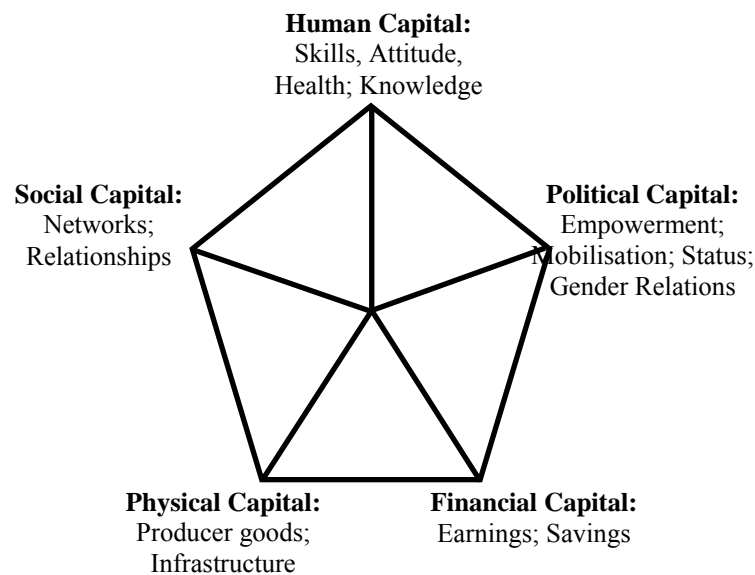 Human Capital:
Skills, Attitude,
Health; Knowledge
Social Capital:
Networks;
Relationships
Political Capital:
Empowerment;
Mobilisation; Status;
Gender Relations
Physical Capital:
Producer goods;
Infrastructure
Financial Capital:
Earnings; Savings